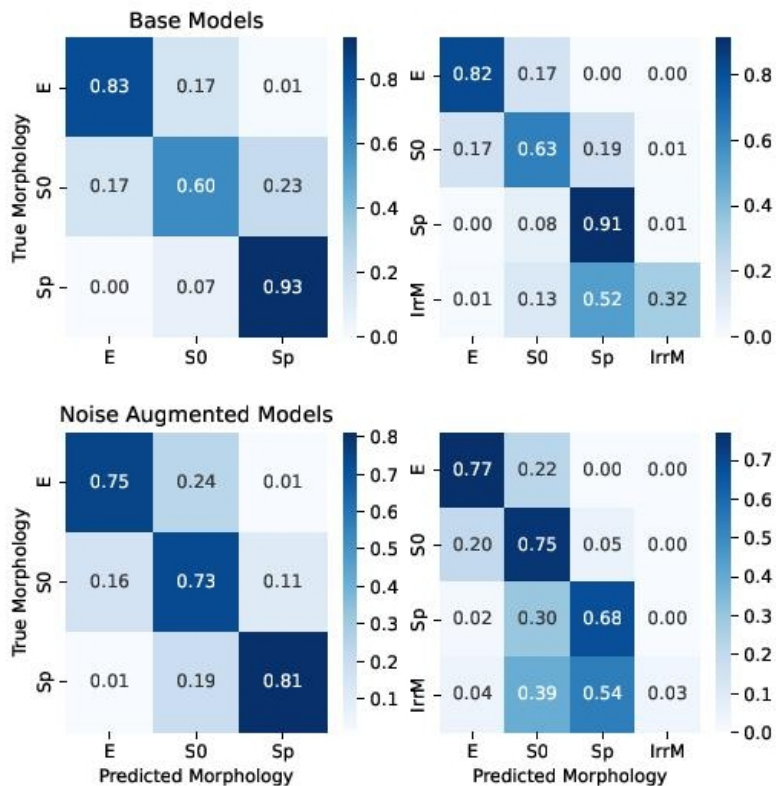 Base Models
E 0.83 0.17 0.01
S0 0.17 0.60 0.23
Sp 0.00 0.07 0.93
E S0 Sp
True Morphology
0.8
0.6
0.4
0.2
0.0
E 0.82 0.17 0.00 0.00
S0 0.17 0.63 0.19 0.01
Sp 0.00 0.08 0.91 0.01
IrrM 0.01 0.13 0.52 0.32
E S0 Sp IrrM
0.8
0.6
0.4
0.2
0.0
Noise Augmented Models
E 0.75 0.24 0.01
S0 0.16 0.73 0.11
Sp 0.01 0.19 0.81
E S0 Sp
True Morphology
Predicted Morphology
0.8
0.7
0.6
0.5
0.4
0.3
0.2
0.1
E 0.77 0.22 0.00 0.00
S0 0.20 0.75 0.05 0.00
Sp 0.02 0.30 0.68 0.00
IrrM 0.04 0.39 0.54 0.03
E S0 Sp IrrM
Predicted Morphology
0.7
0.6
0.5
0.4
0.3
0.2
0.1
0.0